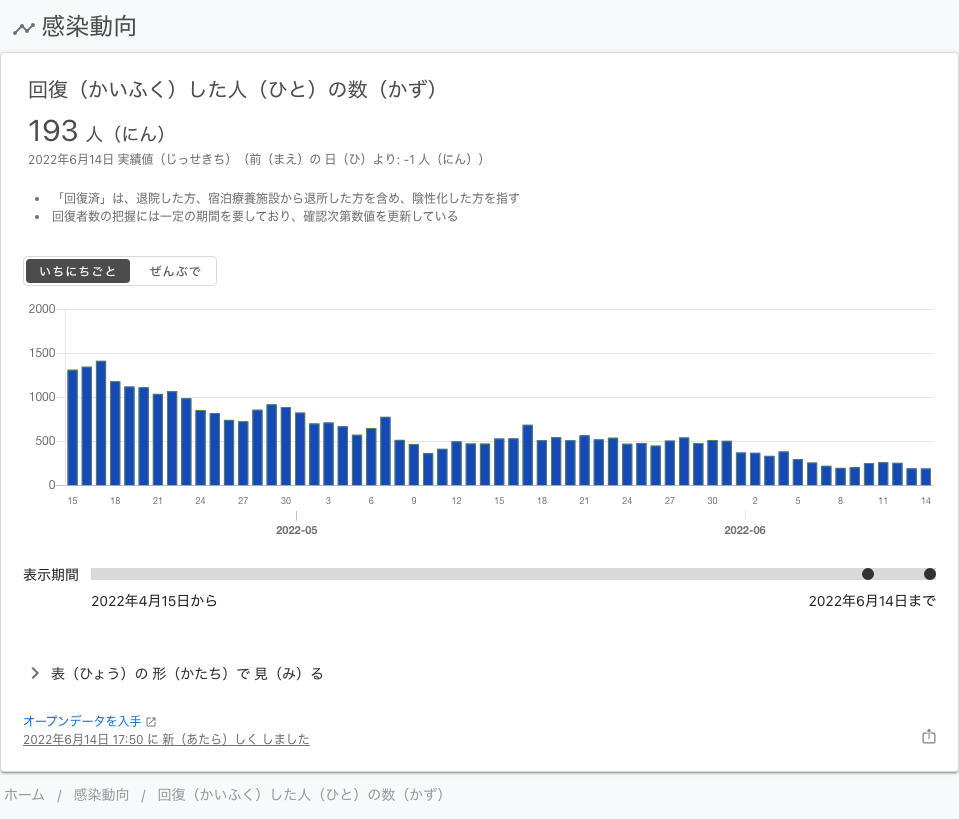 感染動向
回復（かいふく）した人（ひと）の数（かず）
193 人（にん）
2022年6月14日 実績値（じっせきち）（前（まえ）の 日（ひ）より: -1 人（にん））
• 「回復済」は、退院した方、宿泊療養施設から退所した方を含め、陰性化した方を指す
• 回復者数の把握には一定の期間を要しており、確認次第数値を更新している
いちにちごと ぜんぶで
2000
1500
1000
500
0
15 18 21 24 27 30 3 6 9 12 15 18 21 24 27 30 2 5 8 11 14
2022-05 2022-06
表示期間
2022年4月15日から 2022年6月14日まで
表（ひょう）の 形（かたち）で 見（み）る
オープンデータを入手
2022年6月14日 17:50 に 新（あたら）しく しました
ホーム / 感染動向 / 回復（かいふく）した人（ひと）の数（かず）